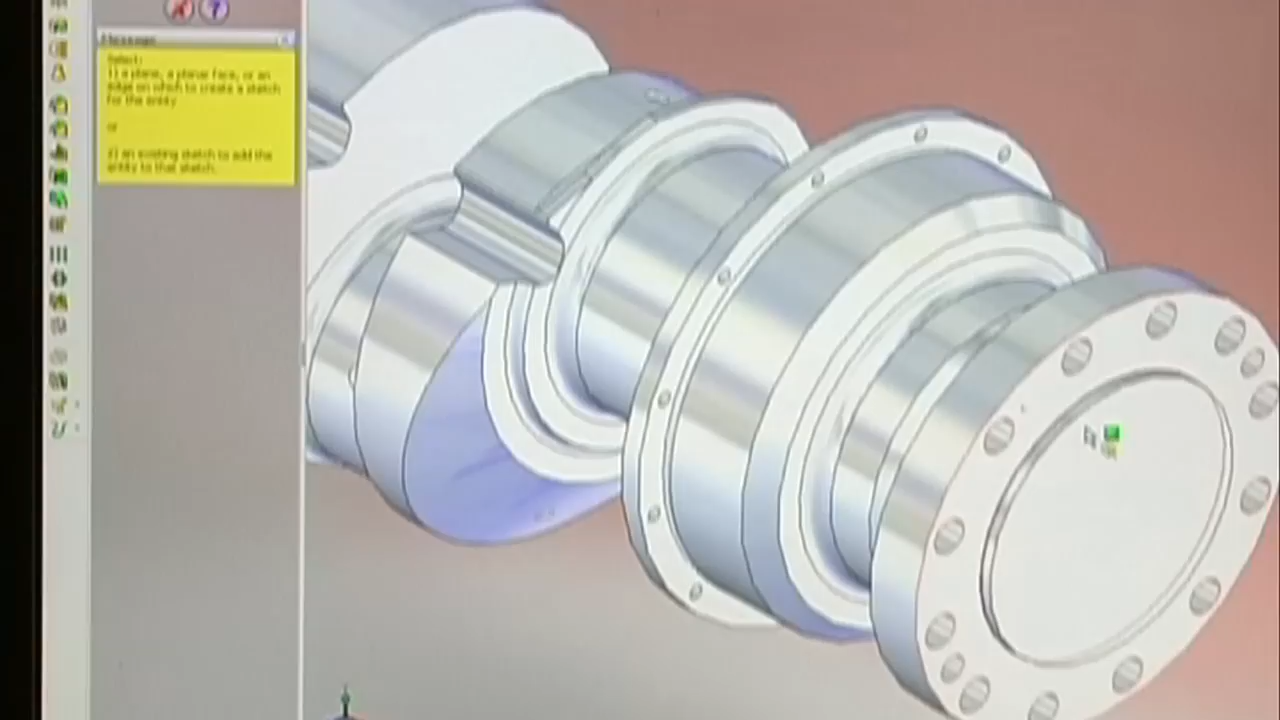 Message
Select:
1) a plane, a planar face, or an
edge on which to create a sketch
for the entity
or
2) an existing sketch to add the
entity to that sketch.
?